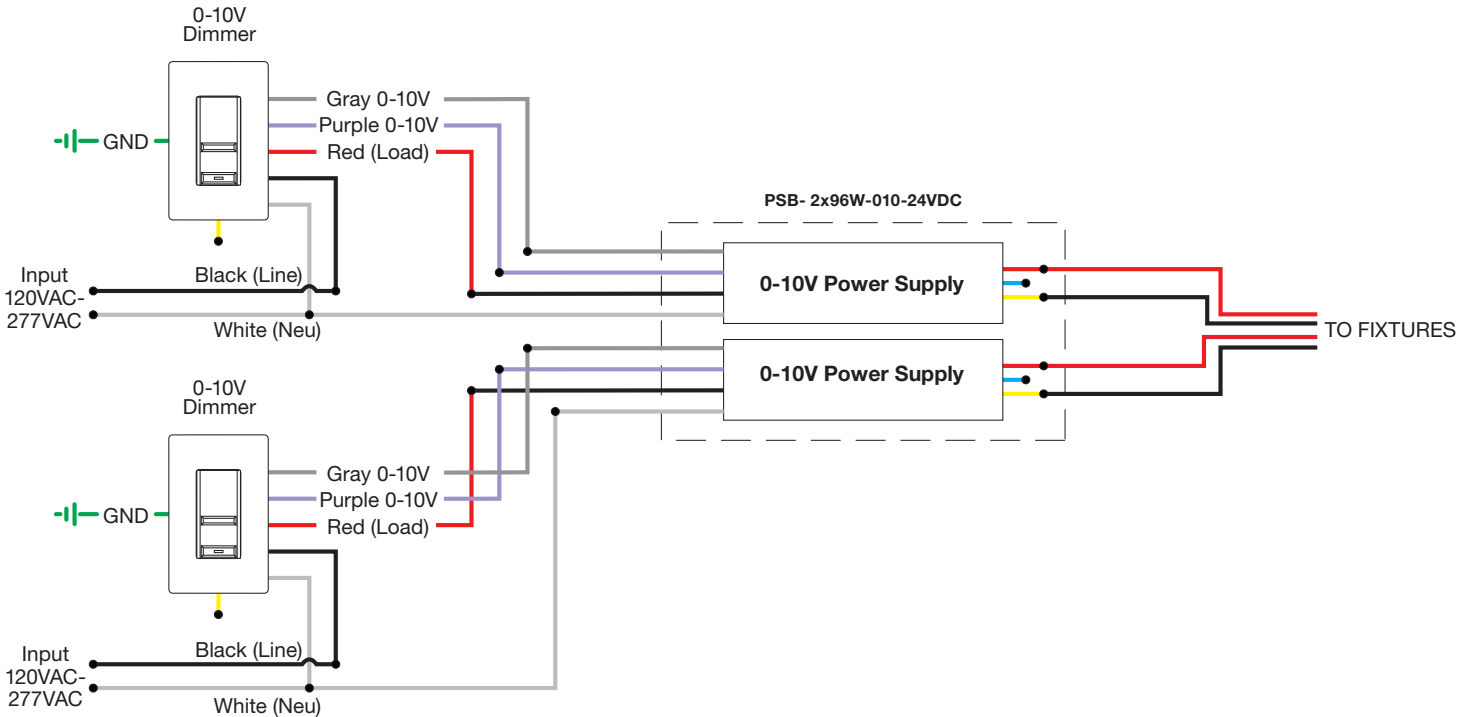 0-10V
Dimmer
Gray 0-10V
Purple 0-10V
GND
Red (Load)
PSB- 2x96W-010-24VDC
Input
120VAC-
277VAC
Black (Line)
White (Neu)
0-10V Power Supply
TO FIXTURES
0-10V Power Supply
0-10V
Dimmer
Gray 0-10V
Purple 0-10V
GND
Red (Load)
Input
120VAC-
277VAC
Black (Line)
White (Neu)